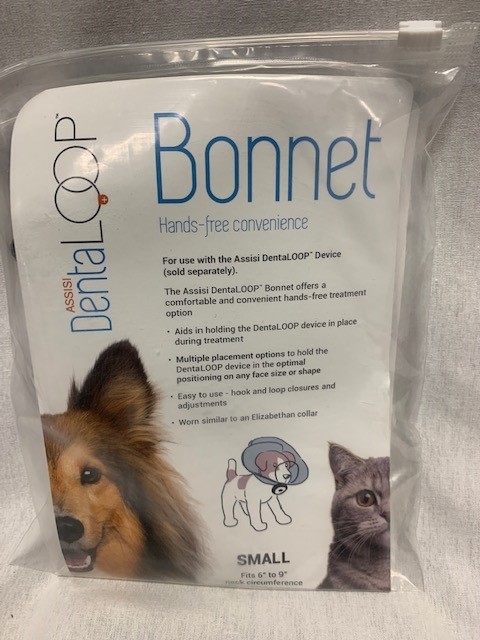 ASSISI
DentaLOOP™
Bonnet
Hands-free convenience
For use with the Assisi DentaLOOP™ Device
(sold separately).
The Assisi DentaLOOP™ Bonnet offers a
comfortable and convenient hands-free treatment
option
• Aids in holding the DentaLOOP device in place
during treatment
• Multiple placement options to hold the
DentaLOOP device in the optimal
positioning on any face size or shape
• Easy to use - hook and loop closures and
adjustments
• Worn similar to an Elizabethan collar
SMALL
Fits 6" to 9"
neck circumference